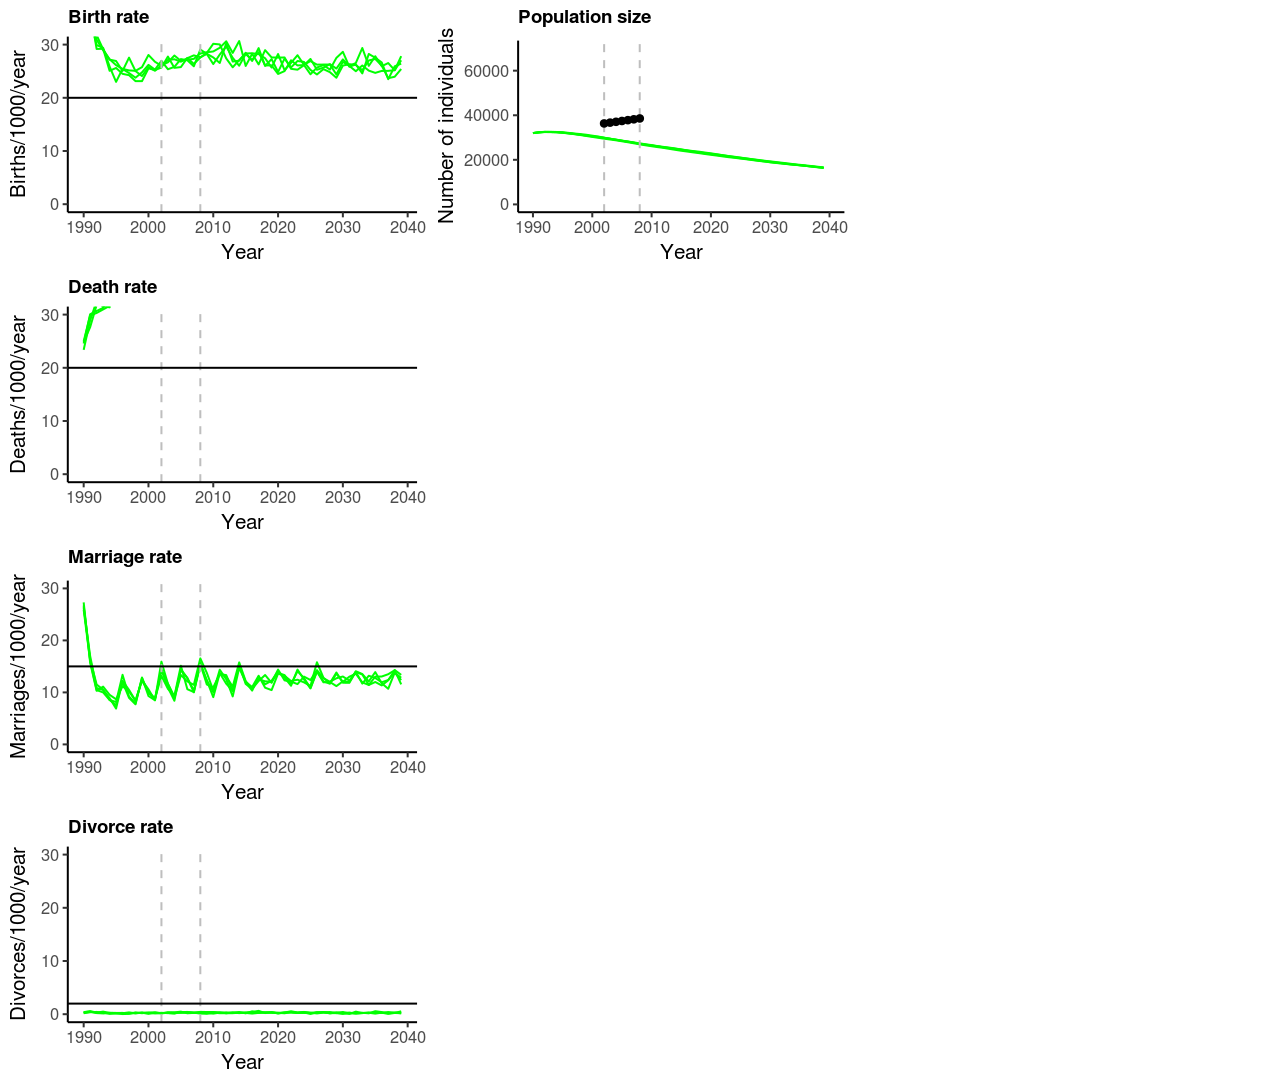 Birth rate
Births/1000/year
30
20
10
0
1990 2000 2010 2020 2030 2040
Year
Population size
Number of individuals
60000
40000
20000
0
1990 2000 2010 2020 2030 2040
Year
Death rate
Deaths/1000/year
30
20
10
0
1990 2000 2010 2020 2030 2040
Year
Marriage rate
Marriages/1000/year
30
20
10
0
1990 2000 2010 2020 2030 2040
Year
Divorce rate
Divorces/1000/year
30
20
10
0
1990 2000 2010 2020 2030 2040
Year